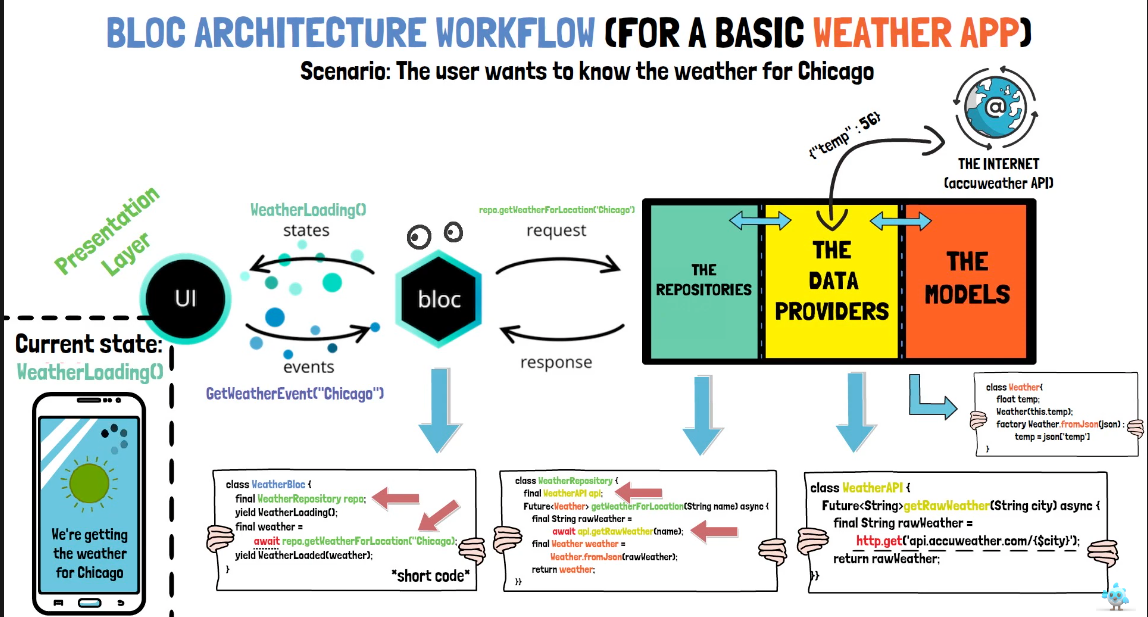 BLOC ARCHITECTURE WORKFLOW (FOR A BASIC WEATHER APP)
Scenario: The user wants to know the weather for Chicago
{"temp" : 56}
@
THE INTERNET
(accuweather API)
Presentation
Layer
WeatherLoading()
states
repo.getWeatherForLocation("Chicago")
request
UI
bloc
THE
REPOSITORIES
THE
DATA
PROVIDERS
THE
MODELS
events
GetWeatherEvent("Chicago")
response
Current state:
WeatherLoading()
We're getting
the weather
for Chicago
class Weather{
float temp;
Weather(this.temp);
factory Weather.fromJson(json) :
temp = json['temp']
}
class WeatherBloc {
final WeatherRepository repo;
yield WeatherLoading();
final weather =
await repo.getWeatherForLocation("Chicago);
yield WeatherLoaded(weather);
}
*short code*
class WeatherRepository {
final WeatherAPI api;
Future<Weather> getWeatherForLocation(String name) async {
final String rawWeather =
await api.getRawWeather(name);
final Weather weather =
Weather.fromJson(rawWeather);
return weather;
}}
class WeatherAPI {
Future<String>getRawWeather(String city) async {
final String rawWeather =
http.get('api.accuweather.com/{$city}');
return rawWeather;
}}